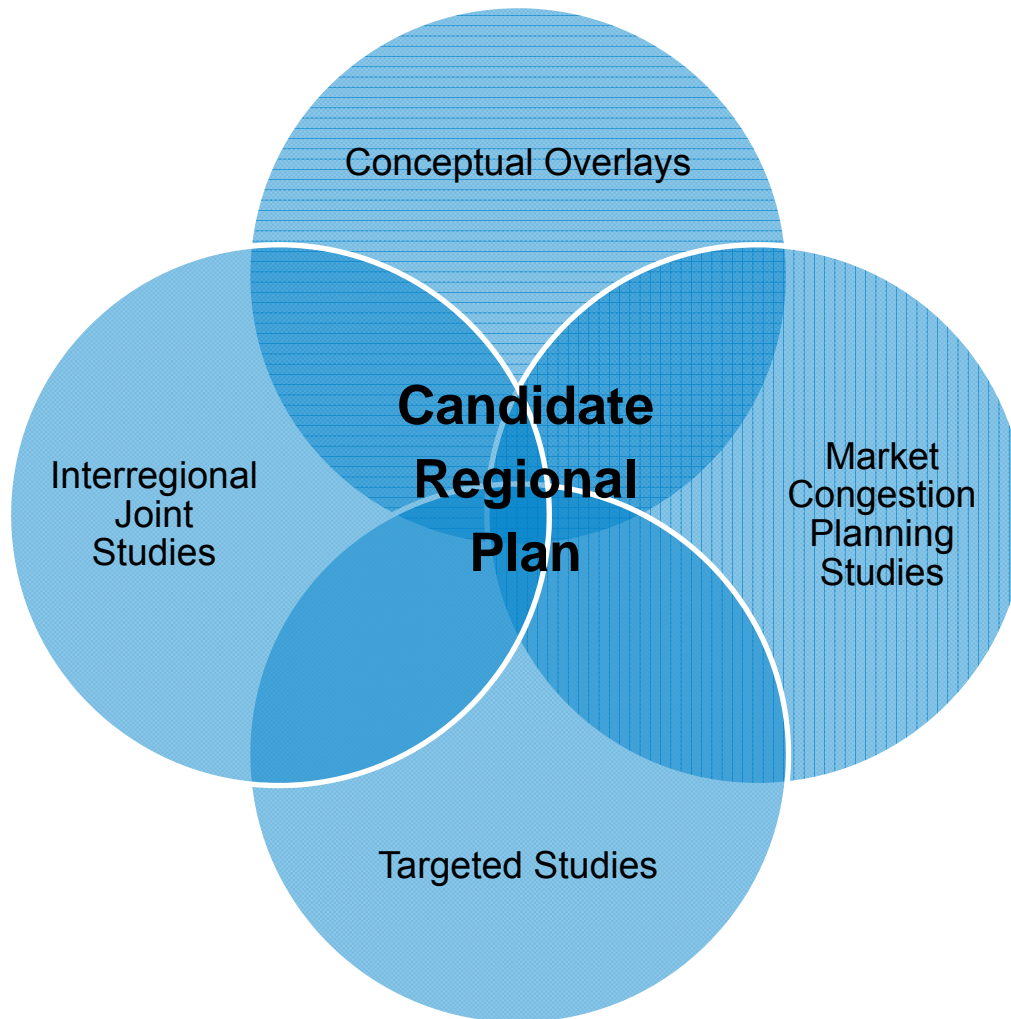 Conceptual Overlays
Candidate
Regional
Plan
Interregional
Joint
Studies
Market
Congestion
Planning
Studies
Targeted Studies